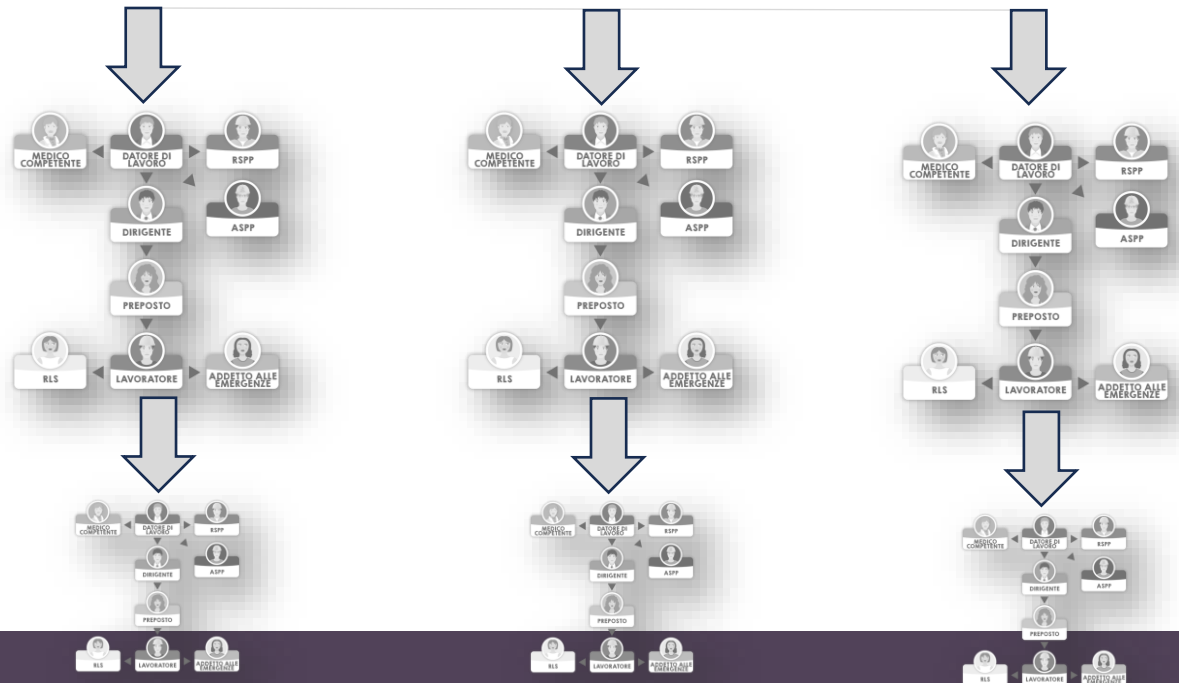 MEDICO
COMPETENTE
DATORE DI
LAVORO
RSPP
DIRIGENTE
ASPP
PREPOSTO
RLS
LAVORATORE
ADDETTO ALLE
EMERGENZE
MEDICO
COMPETENTE
DATORE DI
LAVORO
RSPP
DIRIGENTE
ASPP
PREPOSTO
RLS
LAVORATORE
ADDETTO ALLE
EMERGENZE
MEDICO
COMPETENTE
DATORE DI
LAVORO
RSPP
DIRIGENTE
ASPP
PREPOSTO
RLS
LAVORATORE
ADDETTO ALLE
EMERGENZE
MEDICO
COMPETENTE
DATORE DI
LAVORO
RSPP
DIRIGENTE
ASPP
PREPOSTO
RLS
LAVORATORE
ADDETTO ALLE
EMERGENZE
MEDICO
COMPETENTE
DATORE DI
LAVORO
RSPP
DIRIGENTE
ASPP
PREPOSTO
RLS
LAVORATORE
ADDETTO ALLE
EMERGENZE
MEDICO
COMPETENTE
DATORE DI
LAVORO
RSPP
DIRIGENTE
ASPP
PREPOSTO
RLS
LAVORATORE
ADDETTO ALLE
EMERGENZE